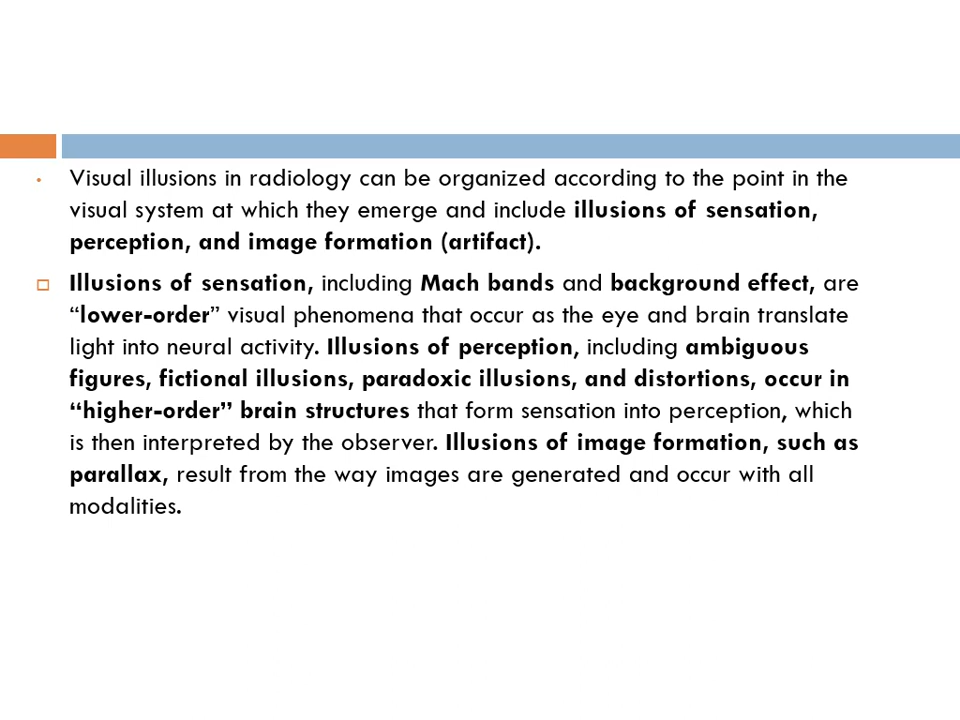 • Visual illusions in radiology can be organized according to the point in the
visual system at which they emerge and include illusions of sensation,
perception, and image formation (artifact).
Illusions of sensation, including Mach bands and background effect, are
“lower-order” visual phenomena that occur as the eye and brain translate
light into neural activity. Illusions of perception, including ambiguous
figures, fictional illusions, paradoxic illusions, and distortions, occur in
“higher-order” brain structures that form sensation into perception, which
is then interpreted by the observer. Illusions of image formation, such as
parallax, result from the way images are generated and occur with all
modalities.